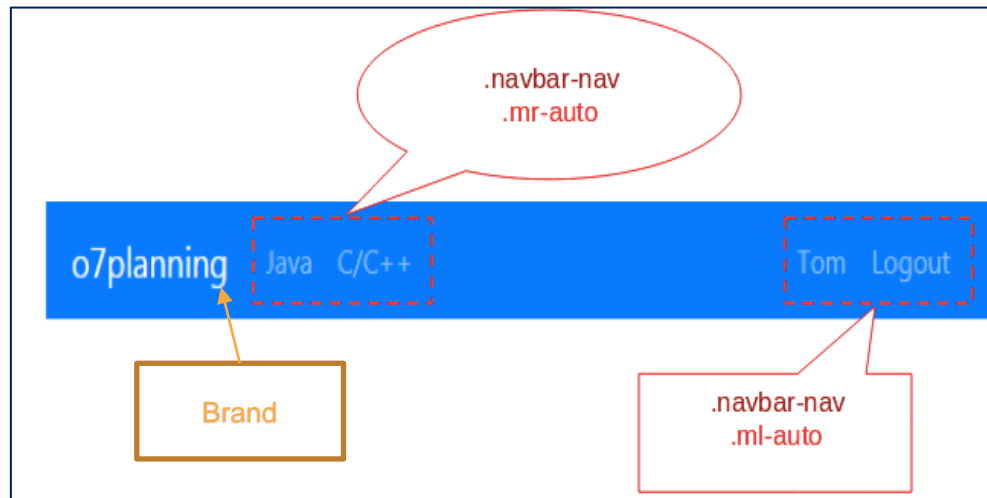 .navbar-nav
.mr-auto
o7planning Java C/C++ Tom Logout
Brand
.navbar-nav
.ml-auto